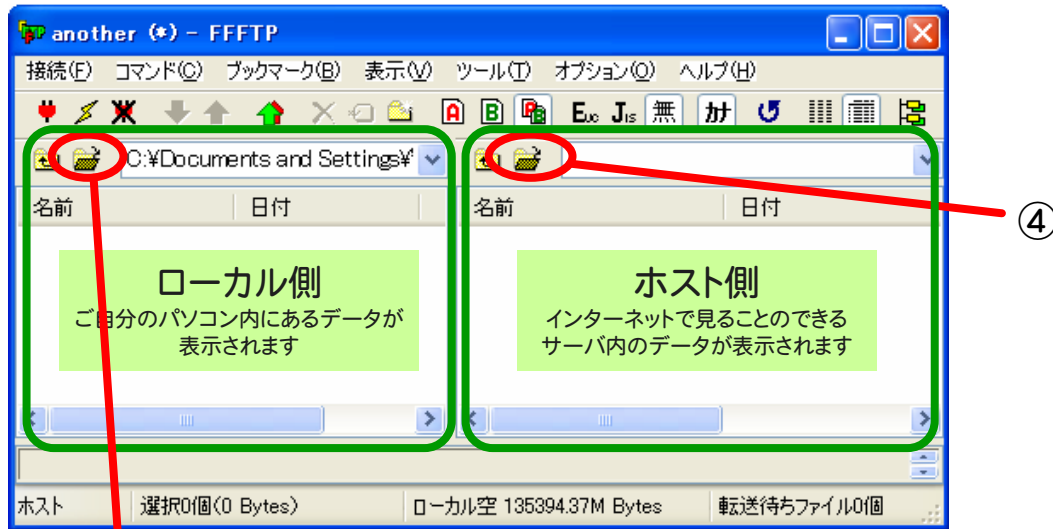 another (*) - FFFTP
接続(F) コマンド(C) ブックマーク(B) 表示(V) ツール(T) オプション(O) ヘルプ(H)
A B Euc JIS 無 カナ
C:¥Documents and Settings¥
名前 日付 名前 日付
ローカル側
ご自分のパソコン内にあるデータが
表示されます
ホスト側
インターネットで見ることのできる
サーバ内のデータが表示されます
④
ホスト 選択0個(0 Bytes) ローカル空 135394.37M Bytes 転送待ちファイル0個